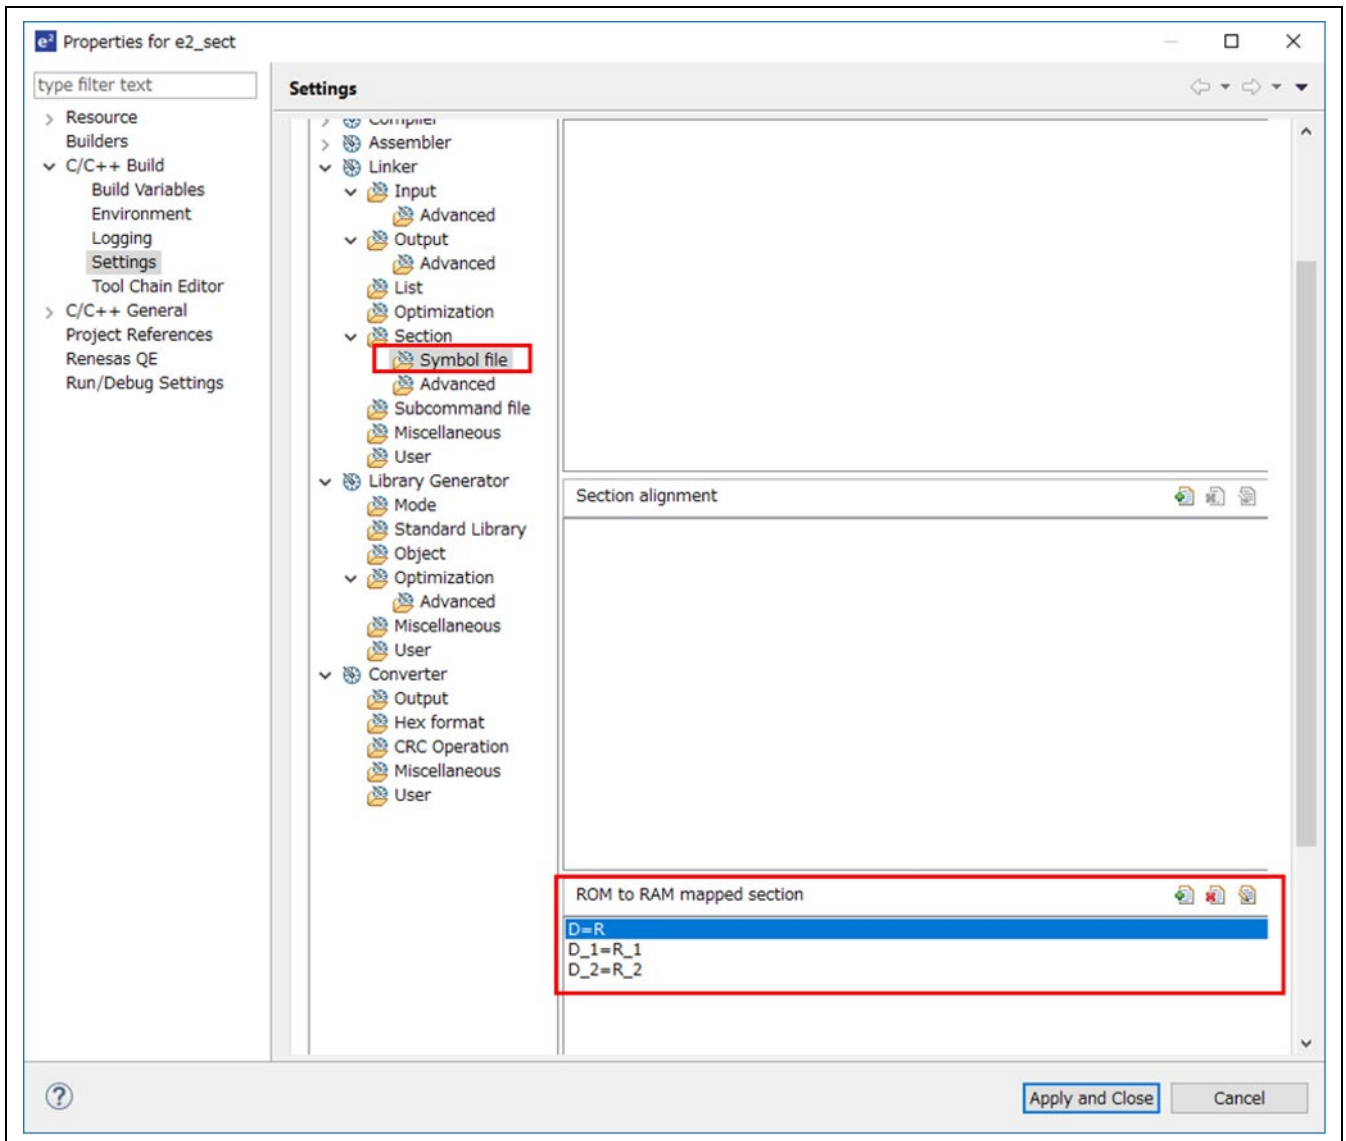 e² Properties for e2_sect
type filter text
Resource
Builders
C/C++ Build
Build Variables
Environment
Logging
Settings
Tool Chain Editor
C/C++ General
Project References
Renesas QE
Run/Debug Settings
Settings
Compiler
Assembler
Linker
Input
Advanced
Output
Advanced
List
Optimization
Section
Symbol file
Advanced
Subcommand file
Miscellaneous
User
Library Generator
Mode
Standard Library
Object
Optimization
Advanced
Miscellaneous
User
Converter
Output
Hex format
CRC Operation
Miscellaneous
User
Section alignment
ROM to RAM mapped section
D=R
D_1=R_1
D_2=R_2
?
Apply and Close
Cancel